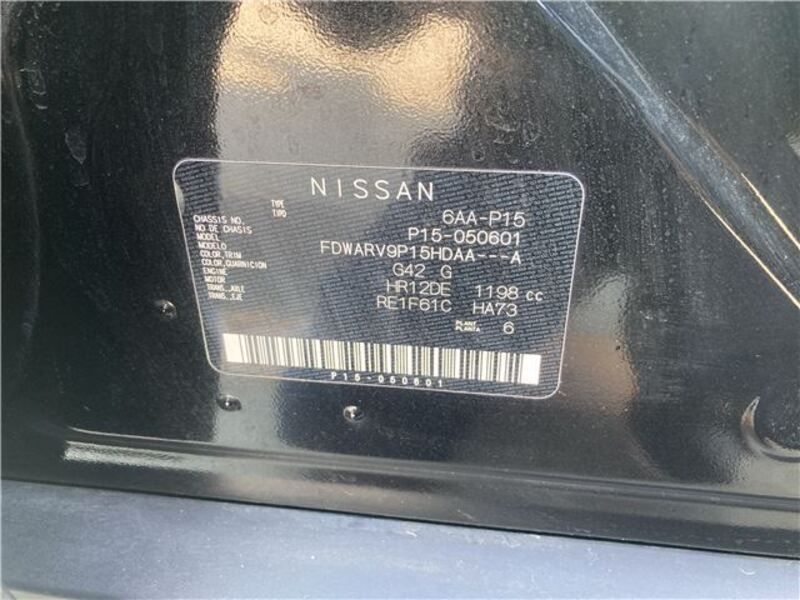 NISSAN
TYPE
TIPO
6AA-P15
CHASSIS NO.
NO DE CHASIS
P15-050601
MODEL
MODELO
FDWARV9P15HDAA---A
COLOR,TRIM
COLOR,GUARNICION
G42 G
ENGINE
MOTOR
HR12DE 1198 cc
TRANS.,AXLE
TRANS.,EJE
RE1F61C HA73
PLANT
PLANTA
6
P15-050601